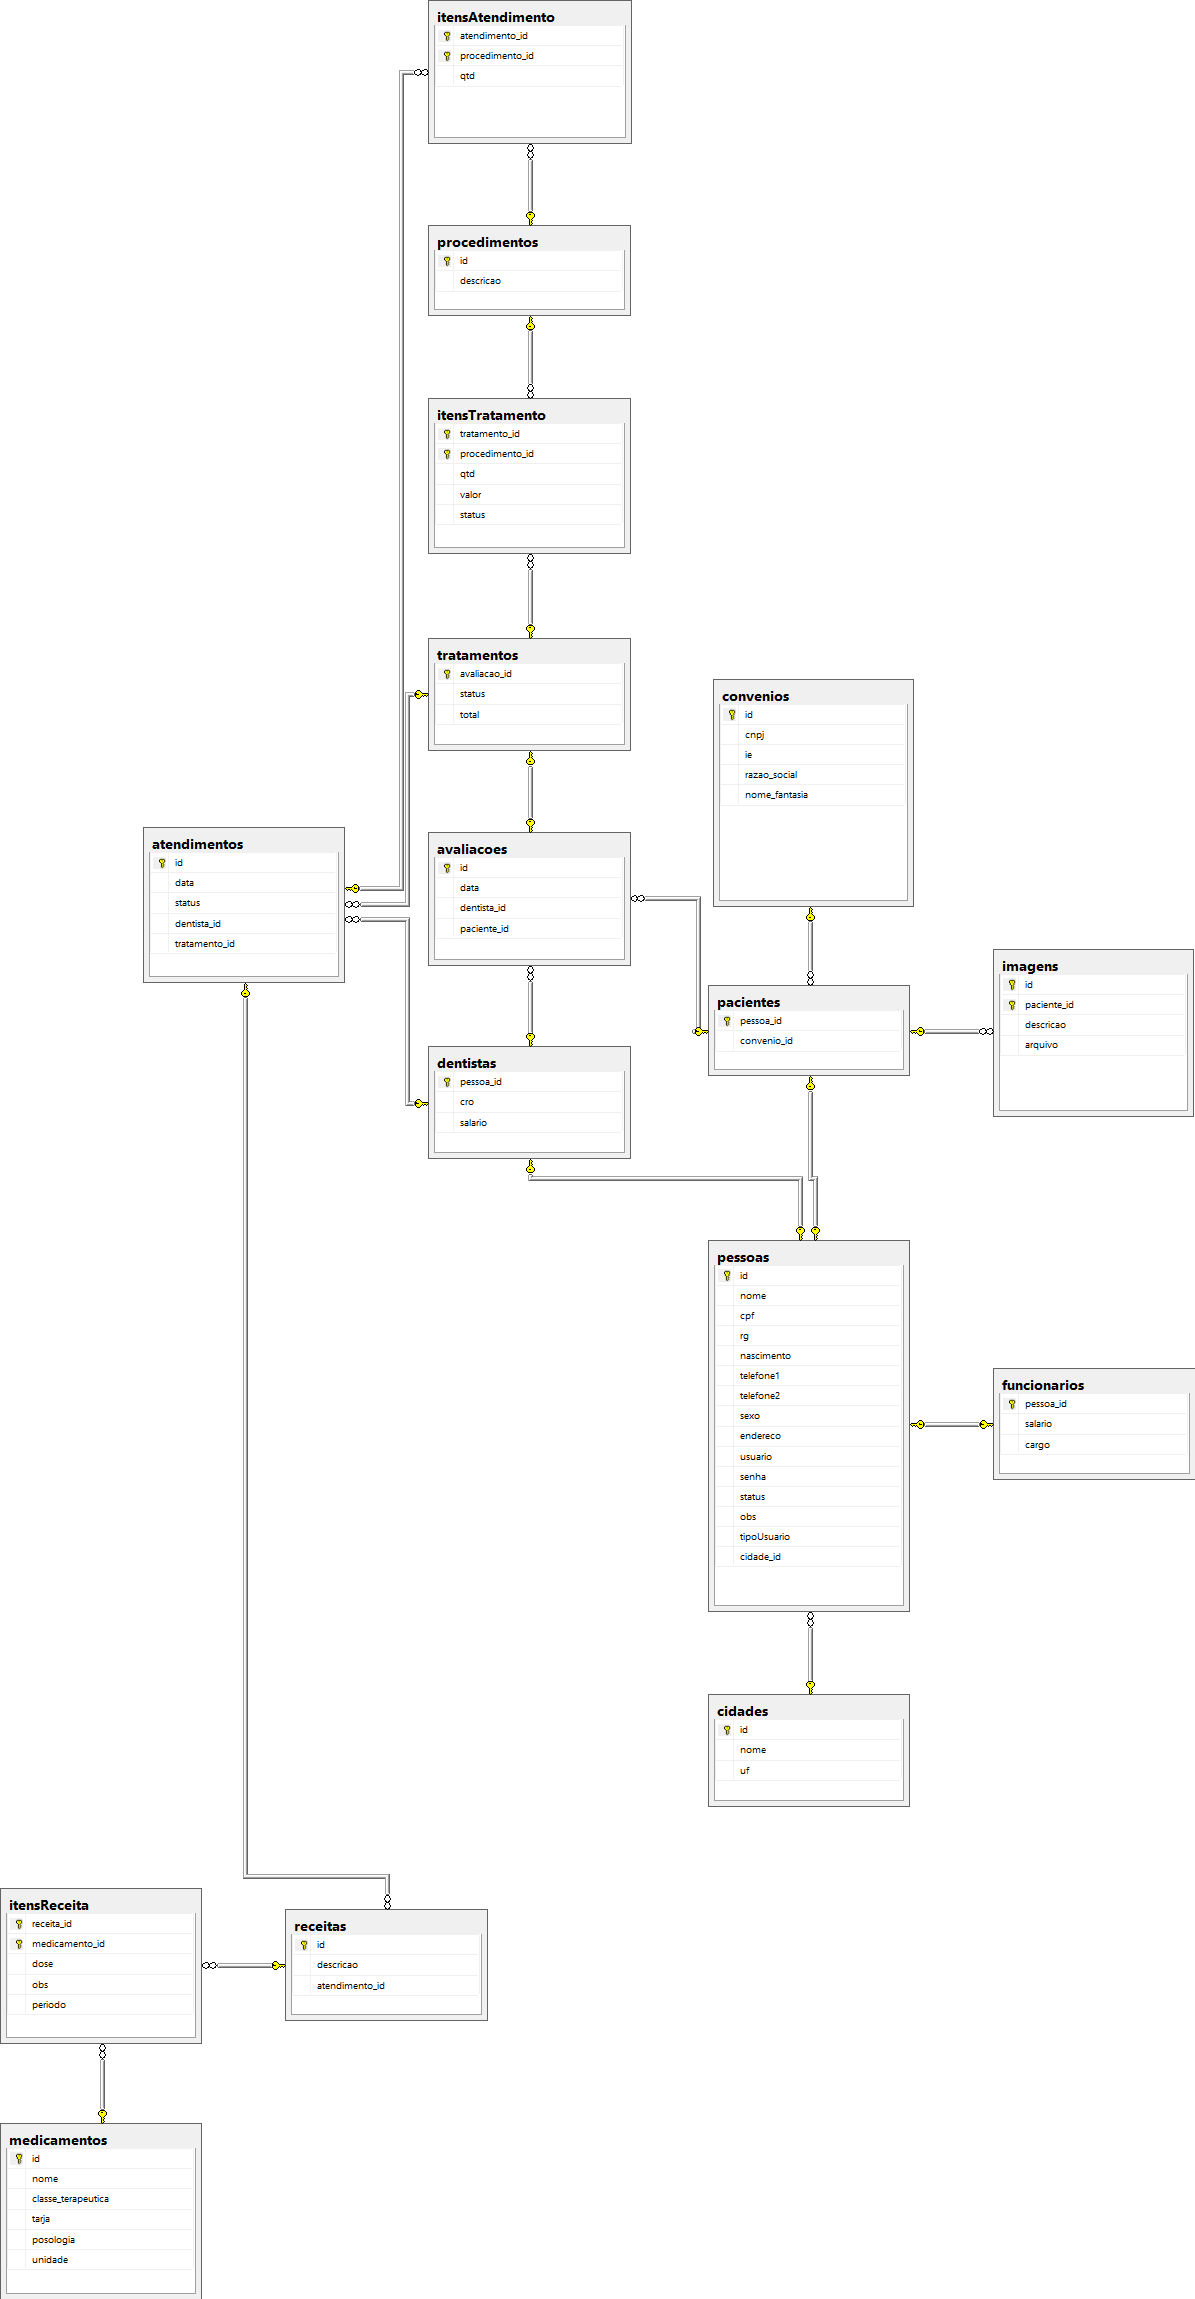 itensAtendimento
atendimento_id
procedimento_id
qtd
procedimentos
id
descricao
itensTratamento
tratamento_id
procedimento_id
qtd
valor
status
tratamentos
avaliacao_id
status
total
convenios
id
cnpj
ie
razao_social
nome_fantasia
atendimentos
id
data
status
dentista_id
tratamento_id
avaliacoes
id
data
dentista_id
paciente_id
imagens
id
paciente_id
descricao
arquivo
pacientes
pessoa_id
convenio_id
dentistas
pessoa_id
cro
salario
pessoas
id
nome
cpf
rg
nascimento
telefone1
telefone2
sexo
endereco
usuario
senha
status
obs
tipoUsuario
cidade_id
funcionarios
pessoa_id
salario
cargo
cidades
id
nome
uf
itensReceita
receita_id
medicamento_id
dose
obs
periodo
receitas
id
descricao
atendimento_id
medicamentos
id
nome
classe_terapeutica
tarja
posologia
unidade